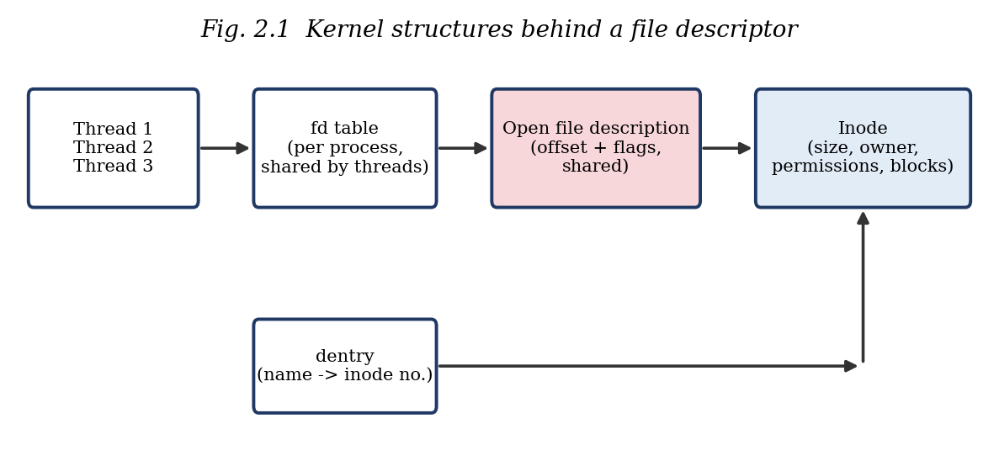 Fig. 2.1  Kernel structures behind a file descriptor
Thread 1
Thread 2
Thread 3
fd table
(per process,
shared by threads)
Open file description
(offset + flags,
shared)
Inode
(size, owner,
permissions, blocks)
dentry
(name -> inode no.)